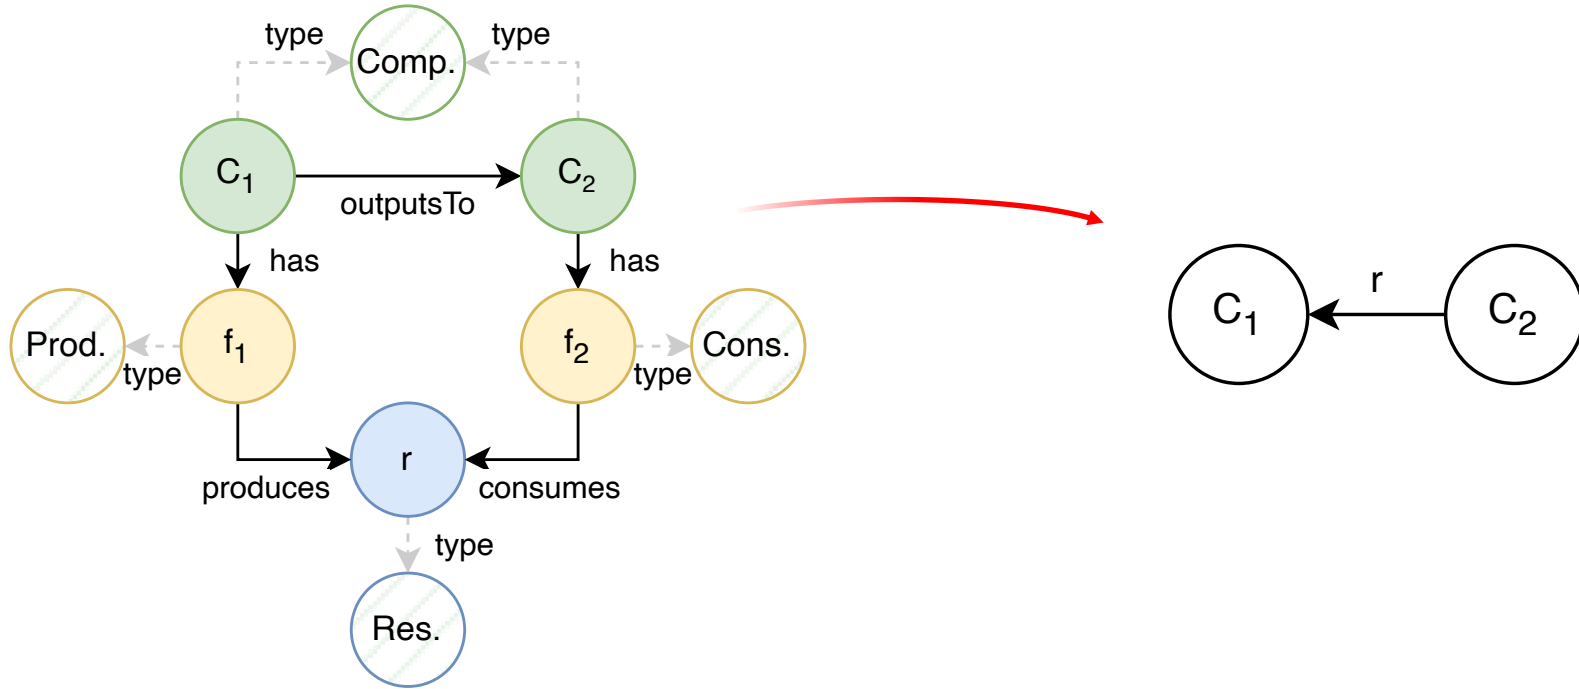 type
Comp.
type
C1
outputsTo
C2
has
has
r
C1
C2
Prod.
type
f1
f2
type
Cons.
produces
r
consumes
type
Res.